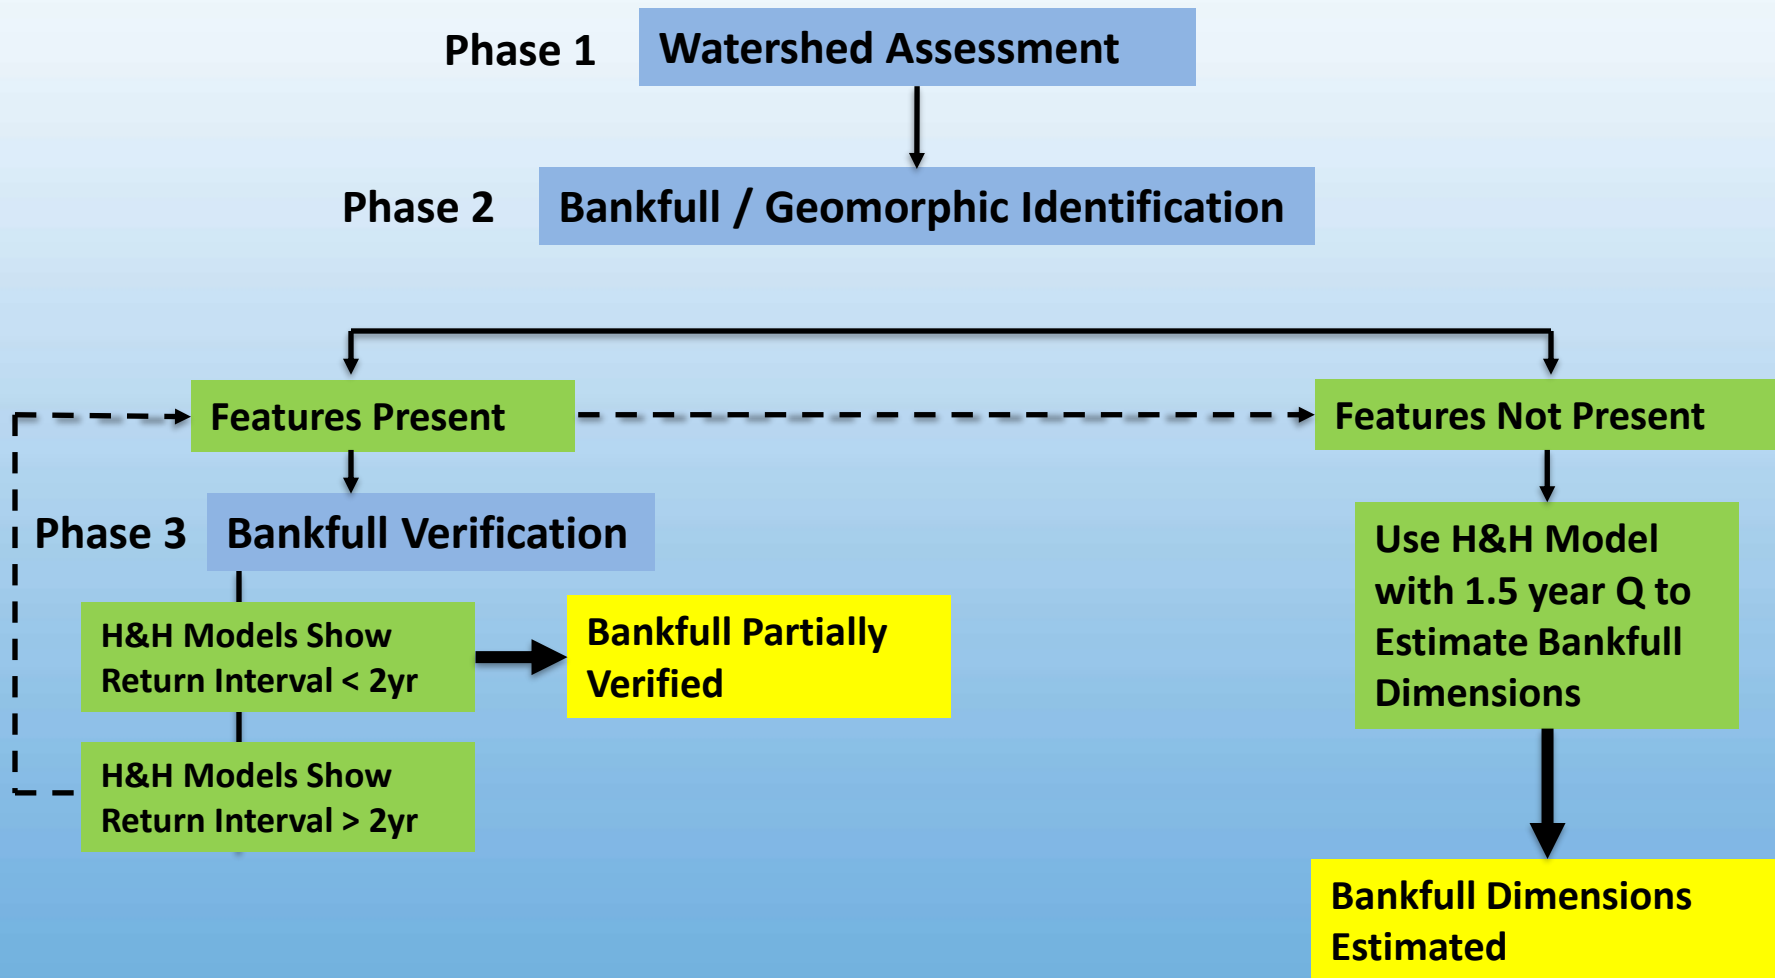 Phase 1
Watershed Assessment
Phase 2
Bankfull / Geomorphic Identification
Features Present
Features Not Present
Phase 3
Bankfull Verification
H&H Models Show
Return Interval < 2yr
Bankfull Partially
Verified
H&H Models Show
Return Interval > 2yr
Use H&H Model
with 1.5 year Q to
Estimate Bankfull
Dimensions
Bankfull Dimensions
Estimated